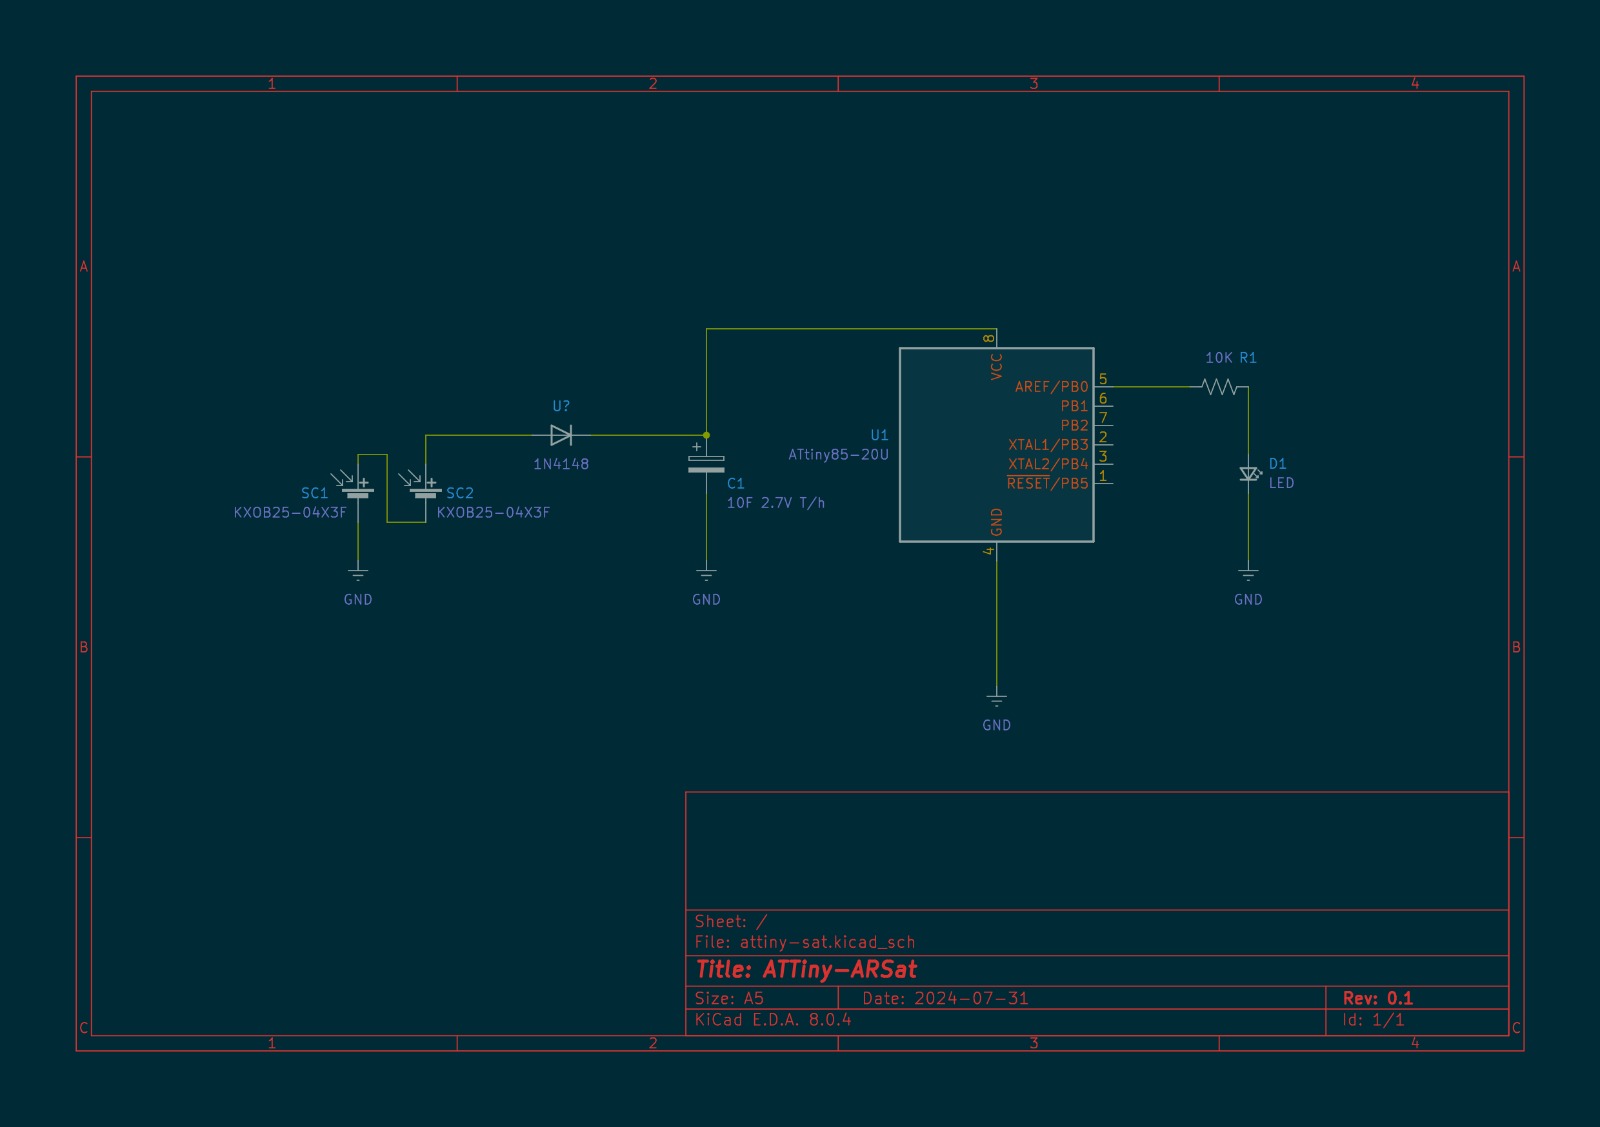 1 2 3 4
A A
8
VCC
10K R1
AREF/PB0 5
PB1 6
PB2 7
XTAL1/PB3 2
XTAL2/PB4 3
RESET/PB5 1
GND
4
U1
ATtiny85-20U
U?
1N4148
+
C1
10F 2.7V T/h
SC1
KXOB25-04X3F
+
SC2
KXOB25-04X3F
+
D1
LED
GND
GND
GND
GND
B B
Sheet: /
File: attiny-sat.kicad_sch
Title: ATTiny-ARSat
Size: A5 Date: 2024-07-31 Rev: 0.1
KiCad E.D.A. 8.0.4 Id: 1/1
C C
1 2 3 4